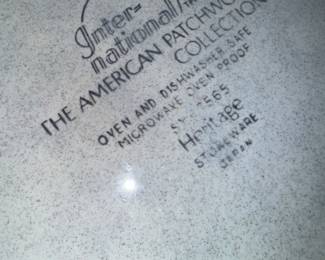 Inter-
national
THE AMERICAN PATCHWO
COLLECTION
OVEN AND DISHWASHER SAFE
MICROWAVE OVEN PROOF
Heritage
STONEWARE
JAPAN